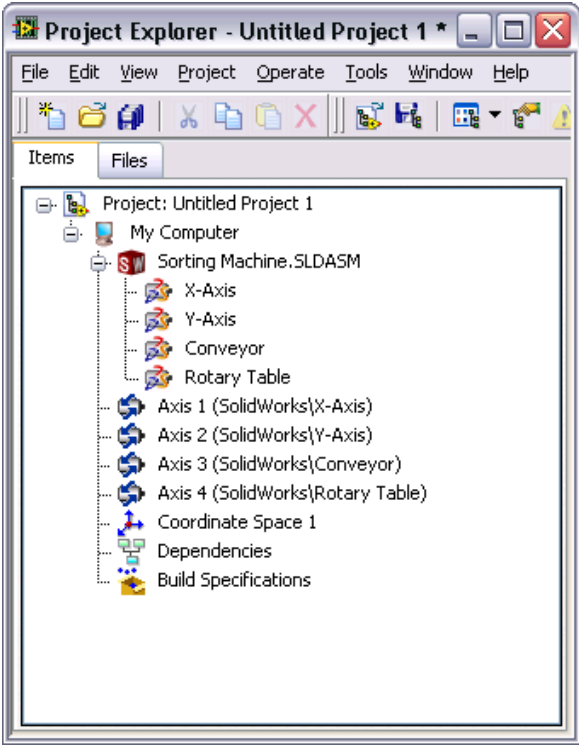 Project Explorer - Untitled Project 1 *
File Edit View Project Operate Tools Window Help
Items Files
Project: Untitled Project 1
My Computer
Sorting Machine.SLDASM
X-Axis
Y-Axis
Conveyor
Rotary Table
Axis 1 (SolidWorks\X-Axis)
Axis 2 (SolidWorks\Y-Axis)
Axis 3 (SolidWorks\Conveyor)
Axis 4 (SolidWorks\Rotary Table)
Coordinate Space 1
Dependencies
Build Specifications